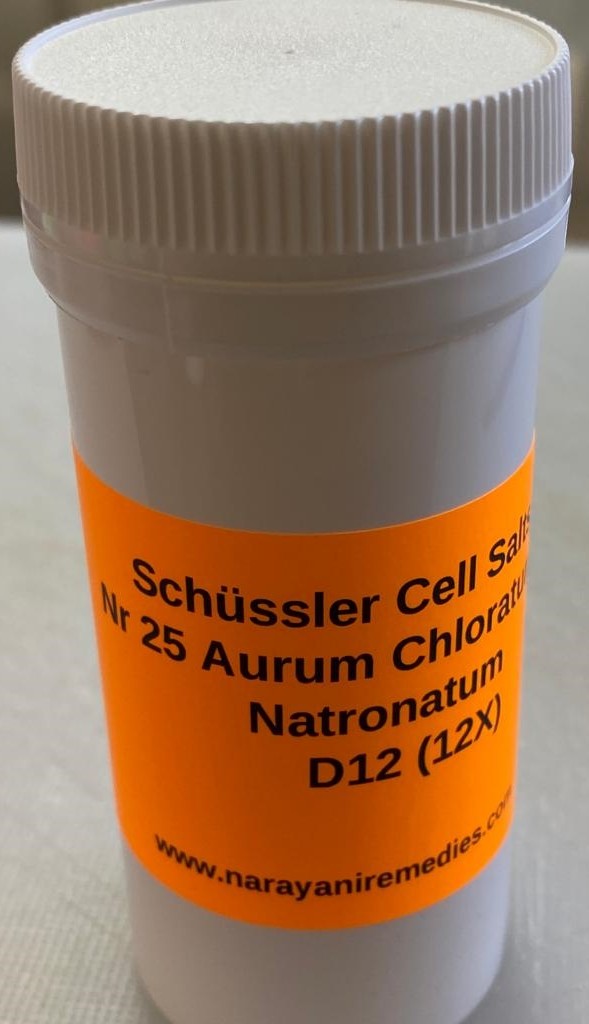 Schüssler Cell Salts
Nr 25 Aurum Chloratu
Natronatum
D12 (12X)
www.narayaniremedies.com